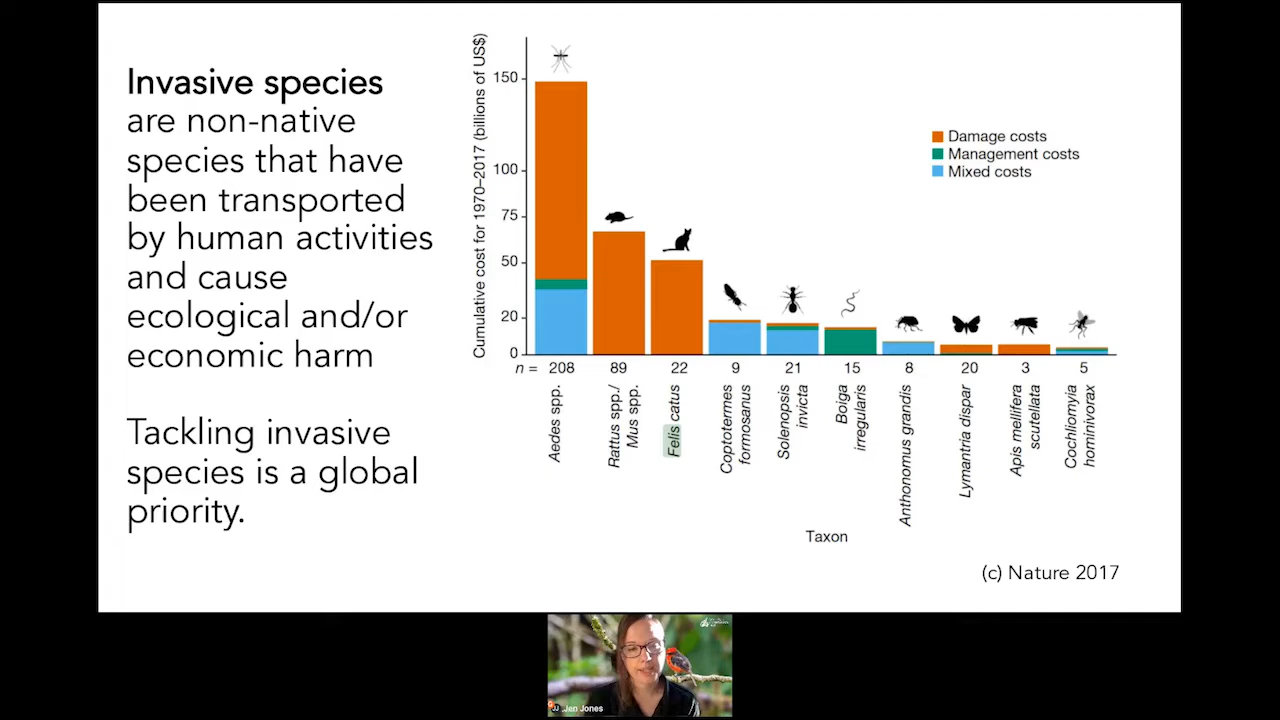 Invasive species
are non-native
species that have
been transported
by human activities
and cause
ecological and/or
economic harm
Tackling invasive
species is a global
priority.
Cumulative cost for 1970–2017 (billions of US$)
150
100
75
50
20
0
Damage costs
Management costs
Mixed costs
n = 208 89 22 9 21 15 8 20 3 5
Aedes spp.
Rattus spp./
Mus spp.
Felis catus
Coptotermes
formosanus
Solenopsis
invicta
Boiga
irregularis
Anthonomus grandis
Lymantria dispar
Apis mellifera
scutellata
Cochliomyia
hominivorax
Taxon
(c) Nature 2017
Jen Jones